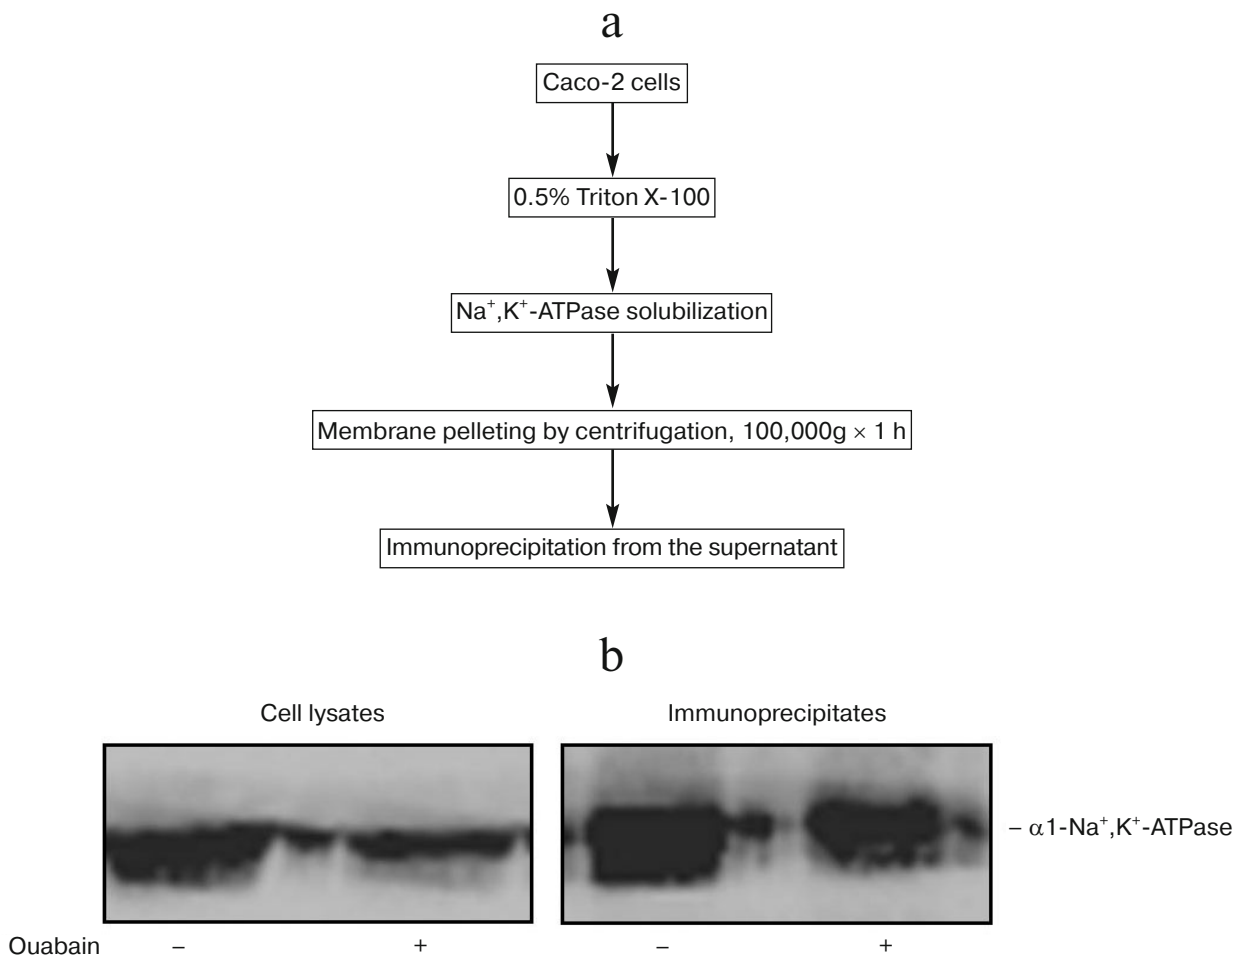 a
Caco-2 cells
0.5% Triton X-100
Na⁺,K⁺-ATPase solubilization
Membrane pelleting by centrifugation, 100,000g × 1 h
Immunoprecipitation from the supernatant
b
Cell lysates Immunoprecipitates
– α1-Na⁺,K⁺-ATPase
Ouabain – + – +